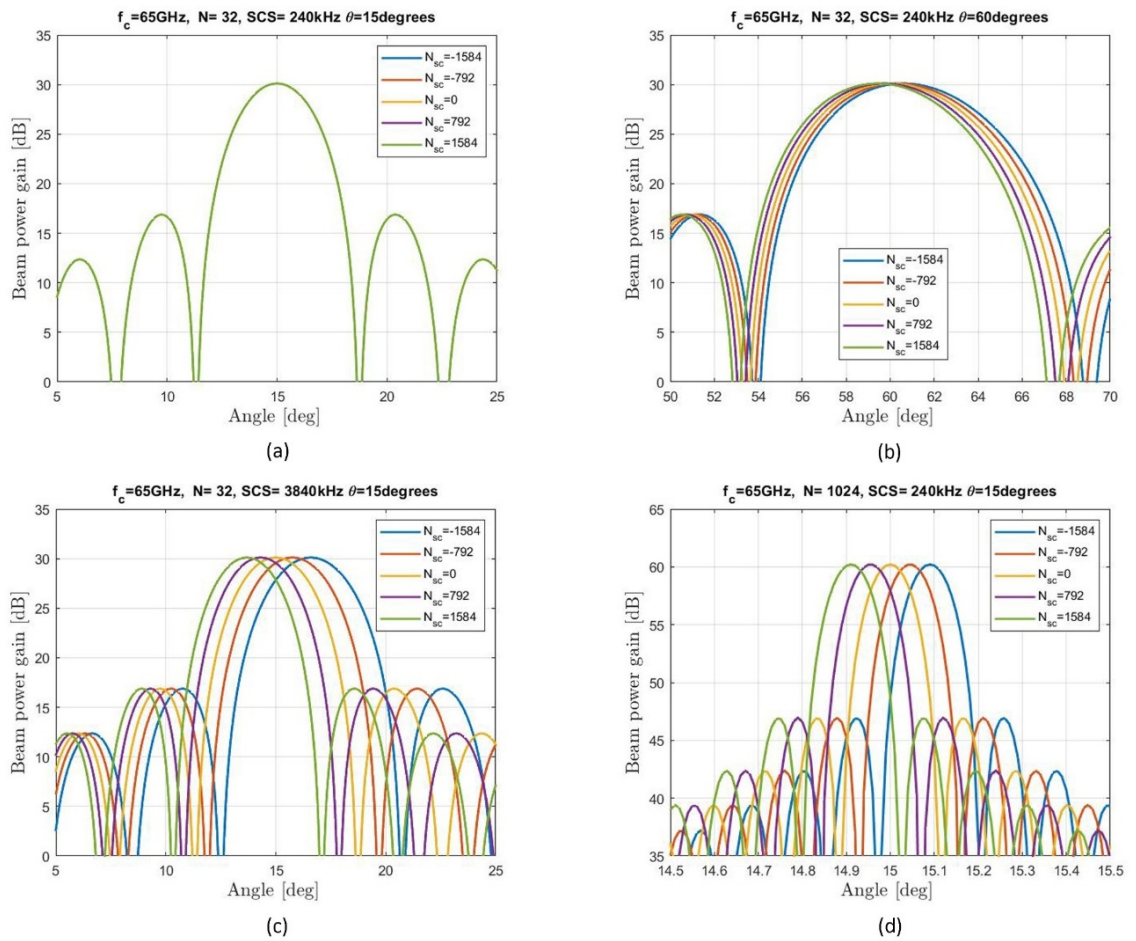 f_c=65GHz, N= 32, SCS= 240kHz θ=15degrees
35
30
25
20
15
10
5
0
Beam power gain [dB]
N_sc=-1584
N_sc=-792
N_sc=0
N_sc=792
N_sc=1584
5 10 15 20 25
Angle [deg]
(a)
f_c=65GHz, N= 32, SCS= 240kHz θ=60degrees
35
30
25
20
15
10
5
0
Beam power gain [dB]
N_sc=-1584
N_sc=-792
N_sc=0
N_sc=792
N_sc=1584
50 52 54 56 58 60 62 64 66 68 70
Angle [deg]
(b)
f_c=65GHz, N= 32, SCS= 3840kHz θ=15degrees
35
30
25
20
15
10
5
0
Beam power gain [dB]
N_sc=-1584
N_sc=-792
N_sc=0
N_sc=792
N_sc=1584
5 10 15 20 25
Angle [deg]
(c)
f_c=65GHz, N= 1024, SCS= 240kHz θ=15degrees
65
60
55
50
45
40
35
Beam power gain [dB]
N_sc=-1584
N_sc=-792
N_sc=0
N_sc=792
N_sc=1584
14.5 14.6 14.7 14.8 14.9 15 15.1 15.2 15.3 15.4 15.5
Angle [deg]
(d)